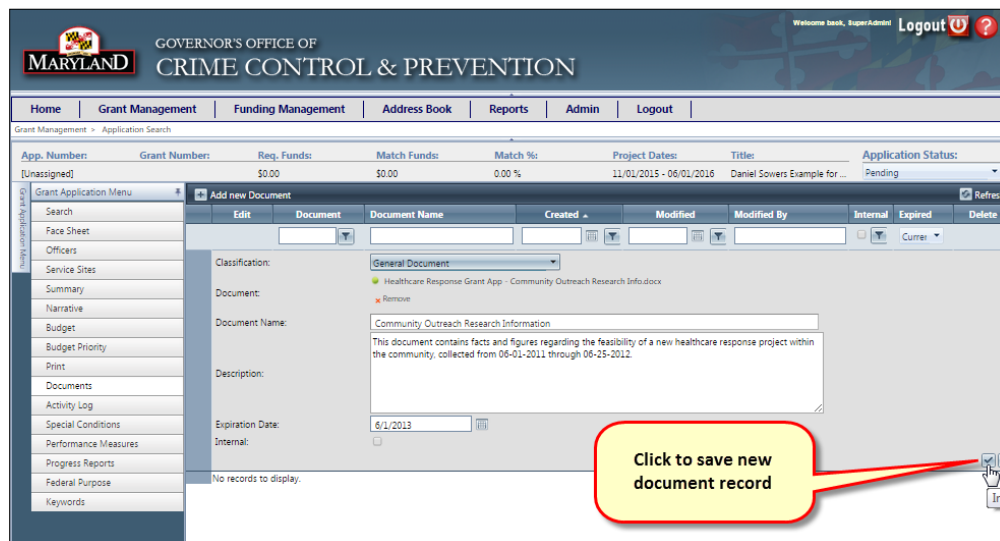 Welcome back, SuperAdmin!
Logout
?
MARYLAND
GOVERNOR'S OFFICE OF
CRIME CONTROL & PREVENTION
Home Grant Management Funding Management Address Book Reports Admin Logout
Grant Management > Application Search
App. Number: Grant Number: Req. Funds: Match Funds: Match %: Project Dates: Title: Application Status:
[Unassigned] $0.00 $0.00 0.00 % 11/01/2015 - 06/01/2016 Daniel Sowers Example for ... Pending
Grant Application Menu
Grant Application Menu
Search
Face Sheet
Officers
Service Sites
Summary
Narrative
Budget
Budget Priority
Print
Documents
Activity Log
Special Conditions
Performance Measures
Progress Reports
Federal Purpose
Keywords
Add new Document Refres
Edit Document Document Name Created Modified Modified By Internal Expired Delete
Currer
Classification: General Document
Document: Healthcare Response Grant App - Community Outreach Research Info.docx
Remove
Document Name: Community Outreach Research Information
Description: This document contains facts and figures regarding the feasibility of a new healthcare response project within
the community, collected from 06-01-2011 through 06-25-2012.
Expiration Date: 6/1/2013
Internal:
No records to display.
Click to save new
document record
In